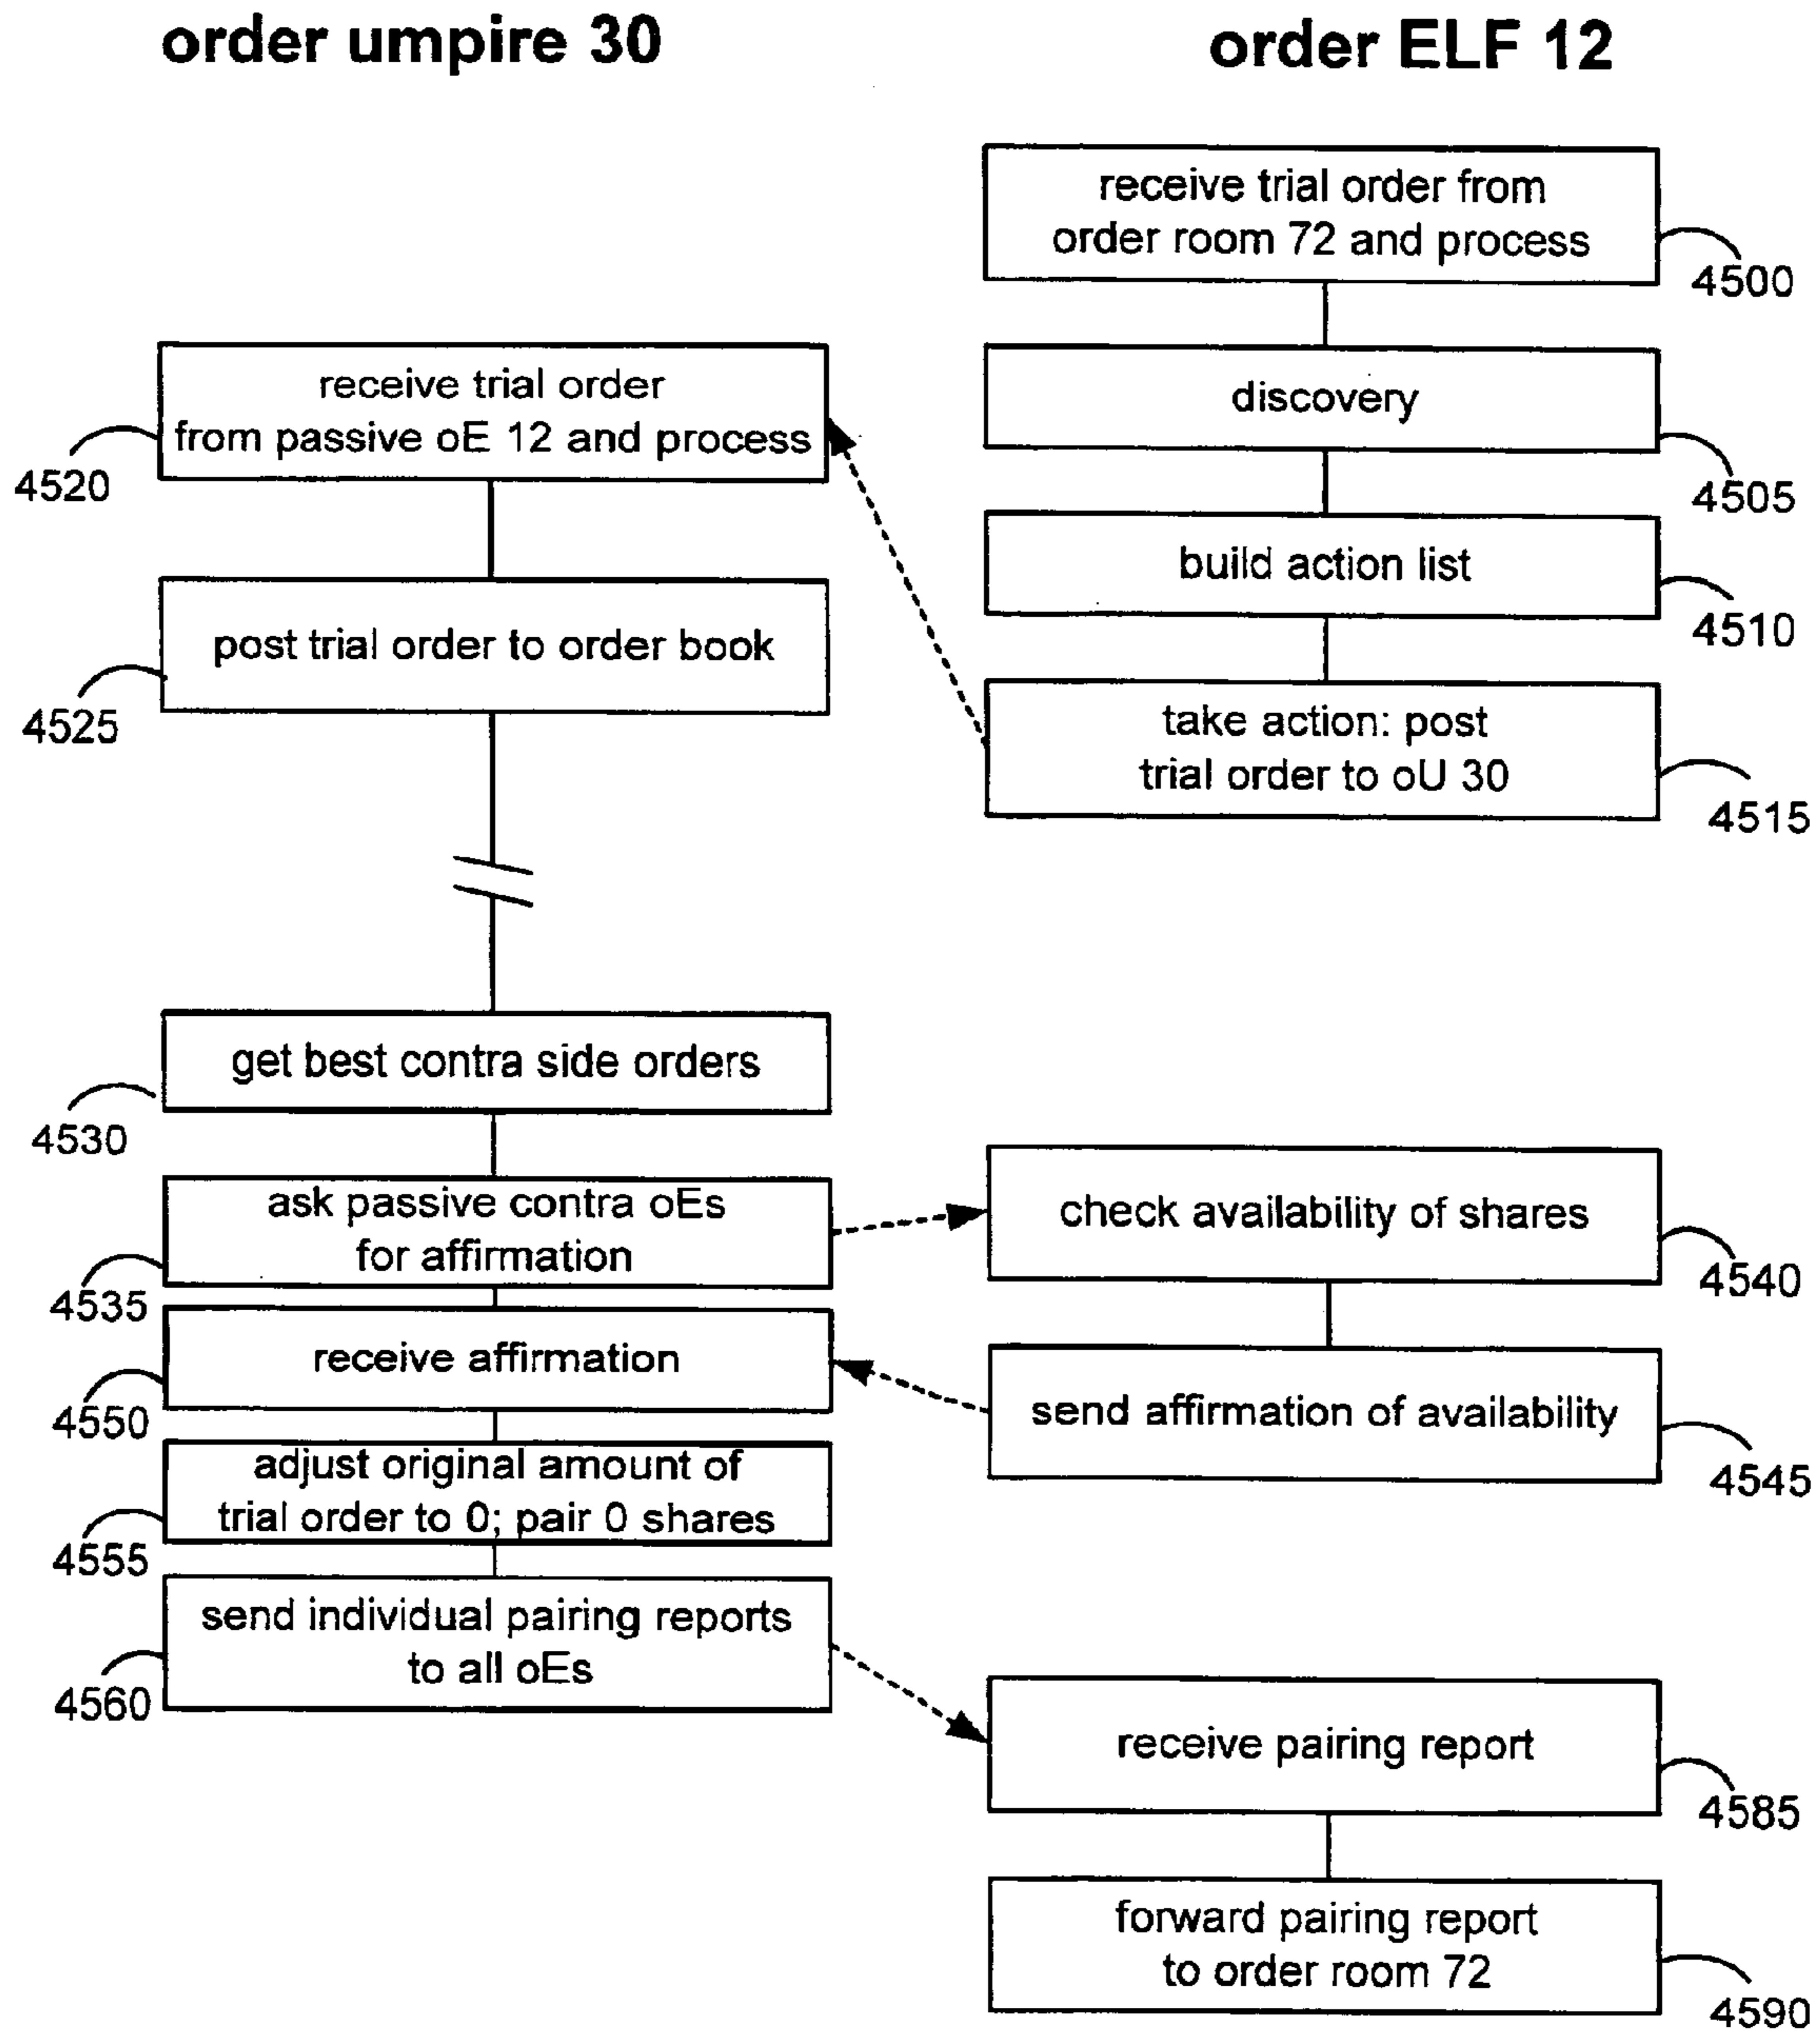 order umpire 30
order ELF 12
receive trial order from
order room 72 and process
4500
discovery
4505
build action list
4510
take action: post
trial order to oU 30
4515
receive trial order
from passive oE 12 and process
4520
post trial order to order book
4525
get best contra side orders
4530
ask passive contra oEs
for affirmation
4535
check availability of shares
4540
send affirmation of availability
4545
receive affirmation
4550
adjust original amount of
trial order to 0; pair 0 shares
4555
send individual pairing reports
to all oEs
4560
receive pairing report
4585
forward pairing report
to order room 72
4590